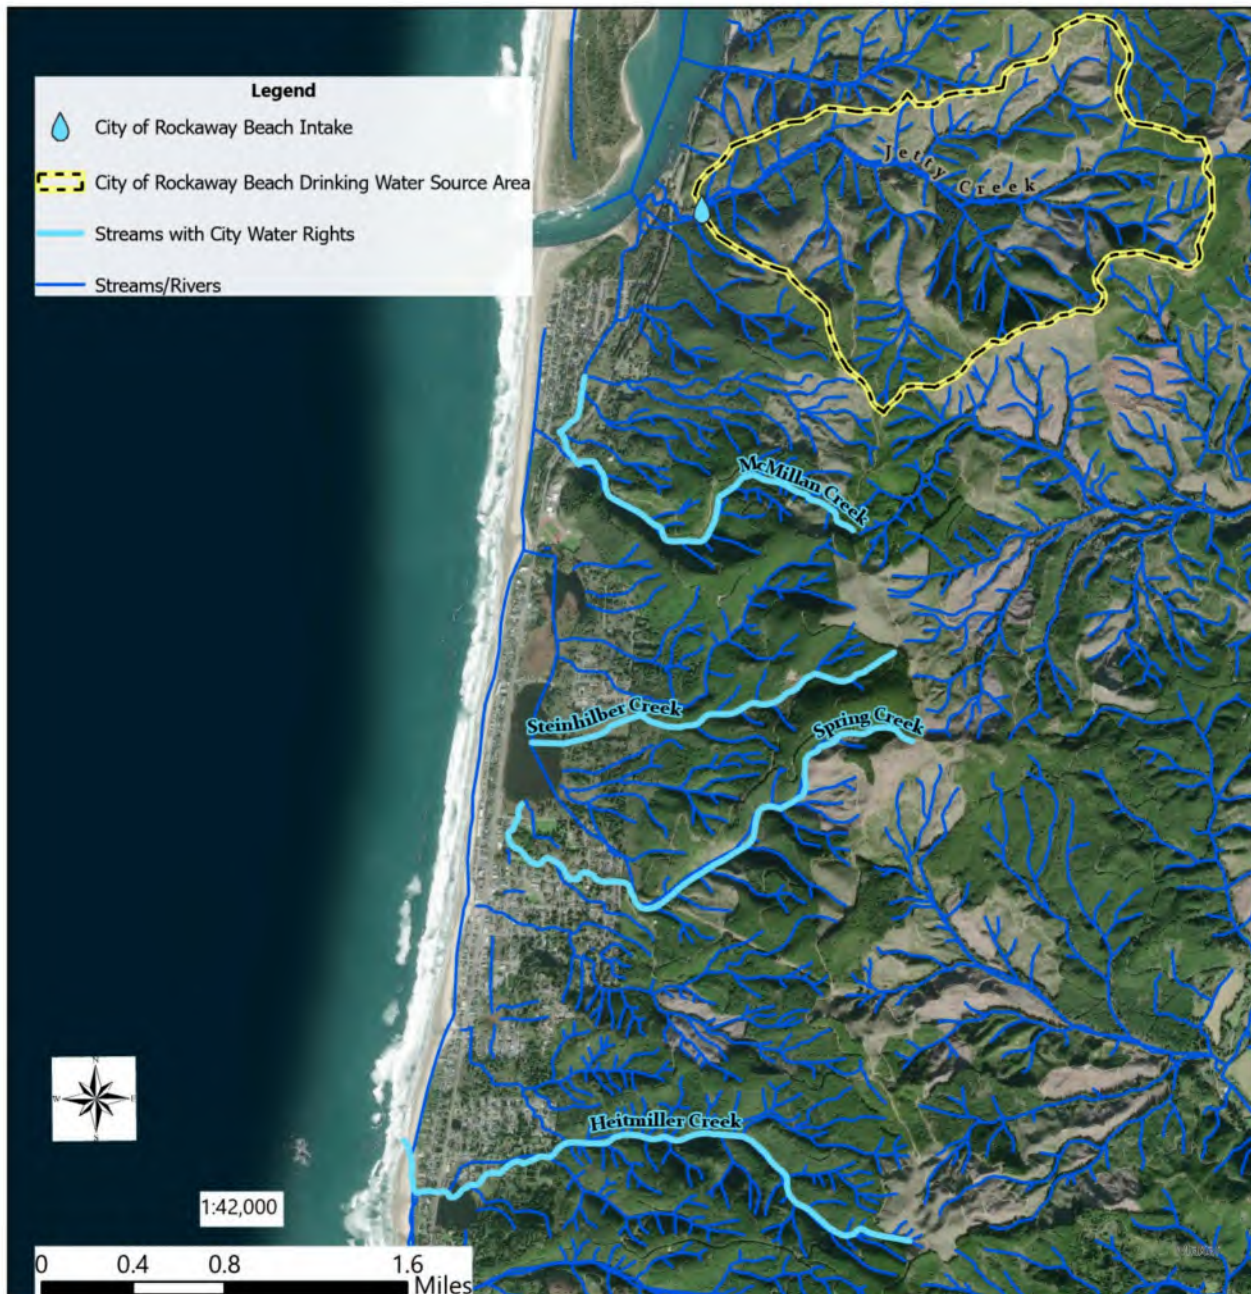 Legend
City of Rockaway Beach Intake
City of Rockaway Beach Drinking Water Source Area
Streams with City Water Rights
Streams/Rivers
Jetty Creek
McMillan Creek
Steinhilber Creek
Spring Creek
Heitmiller Creek
N
W E
S
1:42,000
0 0.4 0.8 1.6
Miles